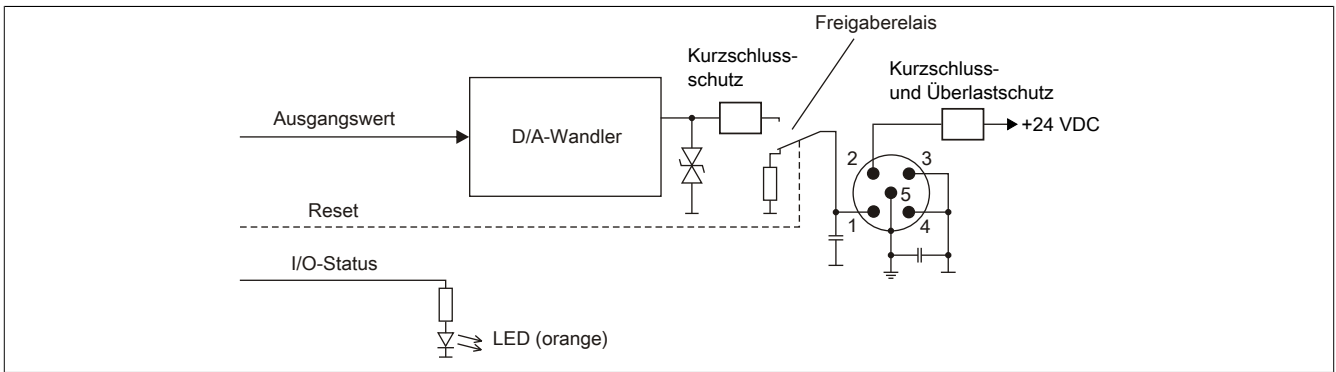 Freigaberelais
Kurzschluss-
schutz
Kurzschluss-
und Überlastschutz
Ausgangswert
D/A-Wandler
+24 VDC
2
3
5
1
4
Reset
I/O-Status
LED (orange)